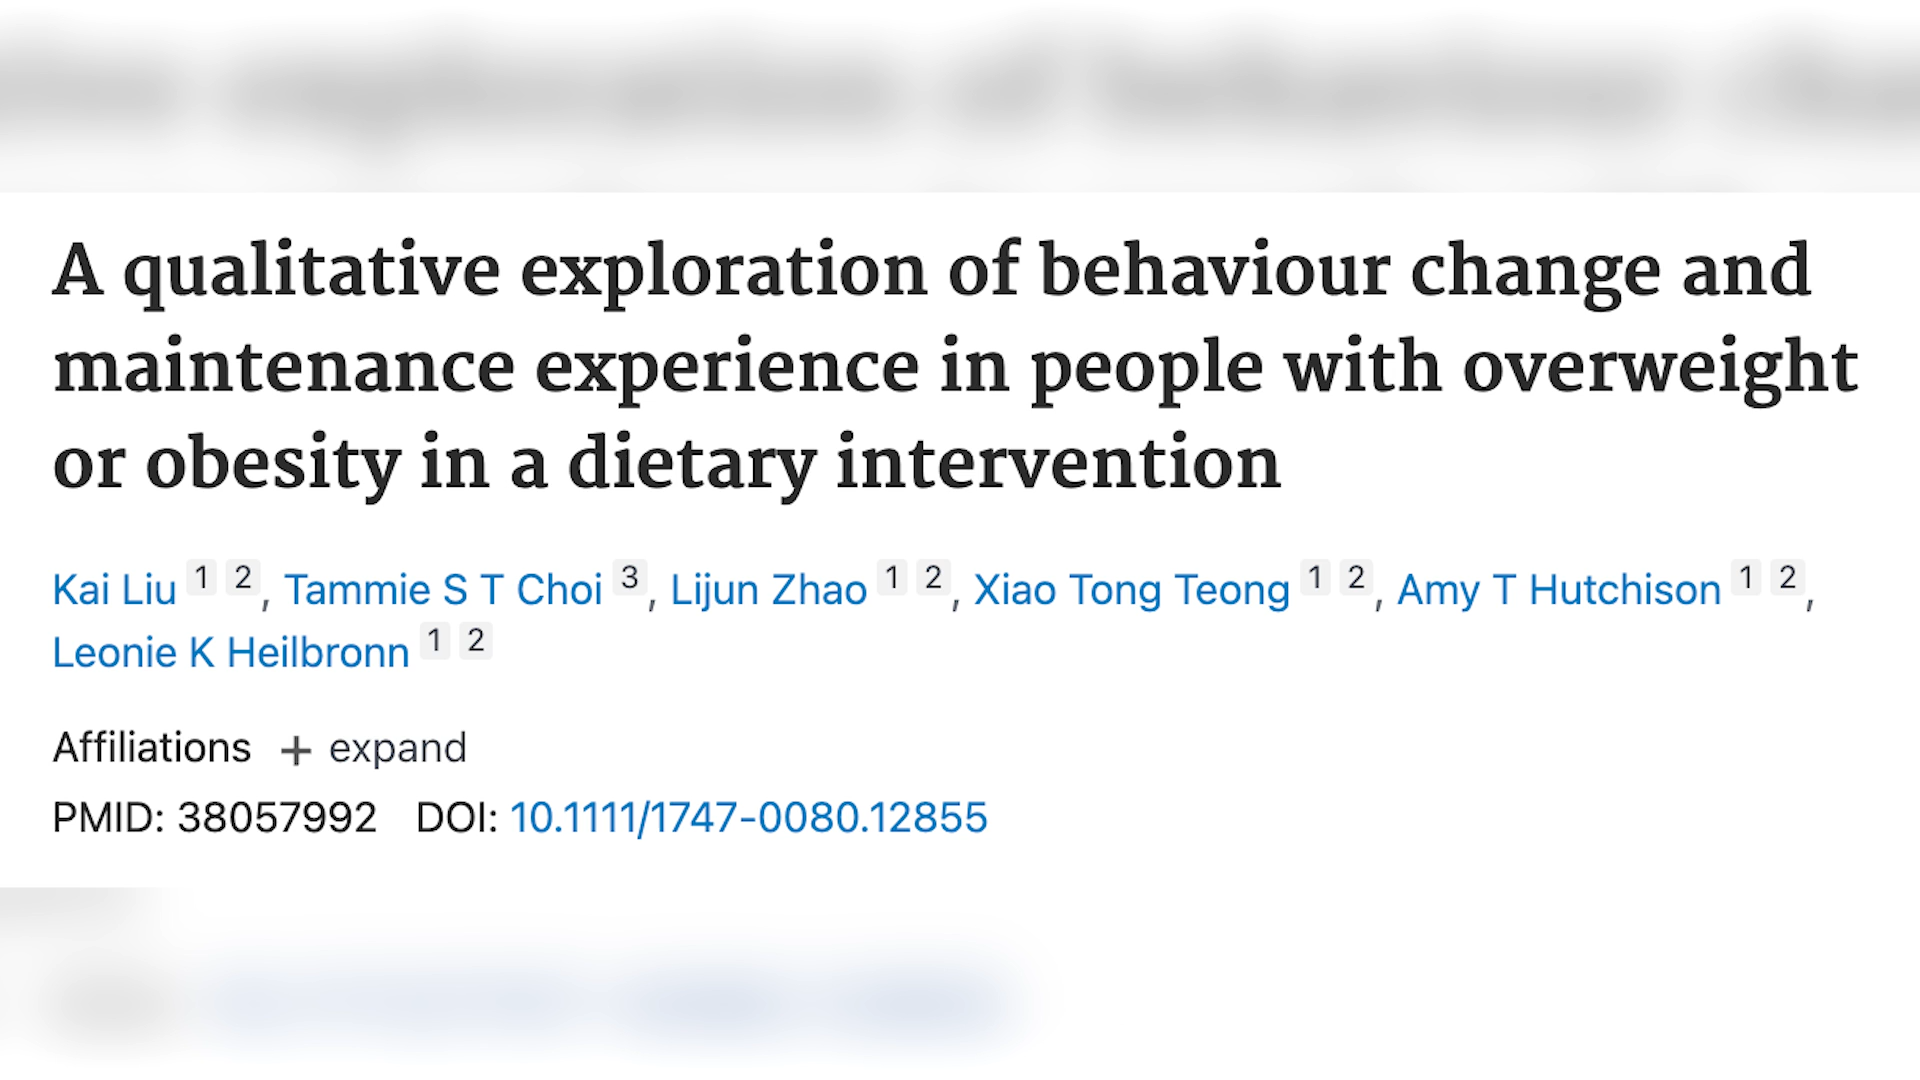 A qualitative exploration of behaviour change and
maintenance experience in people with overweight
or obesity in a dietary intervention
Kai Liu 1 2, Tammie S T Choi 3, Lijun Zhao 1 2, Xiao Tong Teong 1 2, Amy T Hutchison 1 2,
Leonie K Heilbronn 1 2
Affiliations + expand
PMID: 38057992 DOI: 10.1111/1747-0080.12855